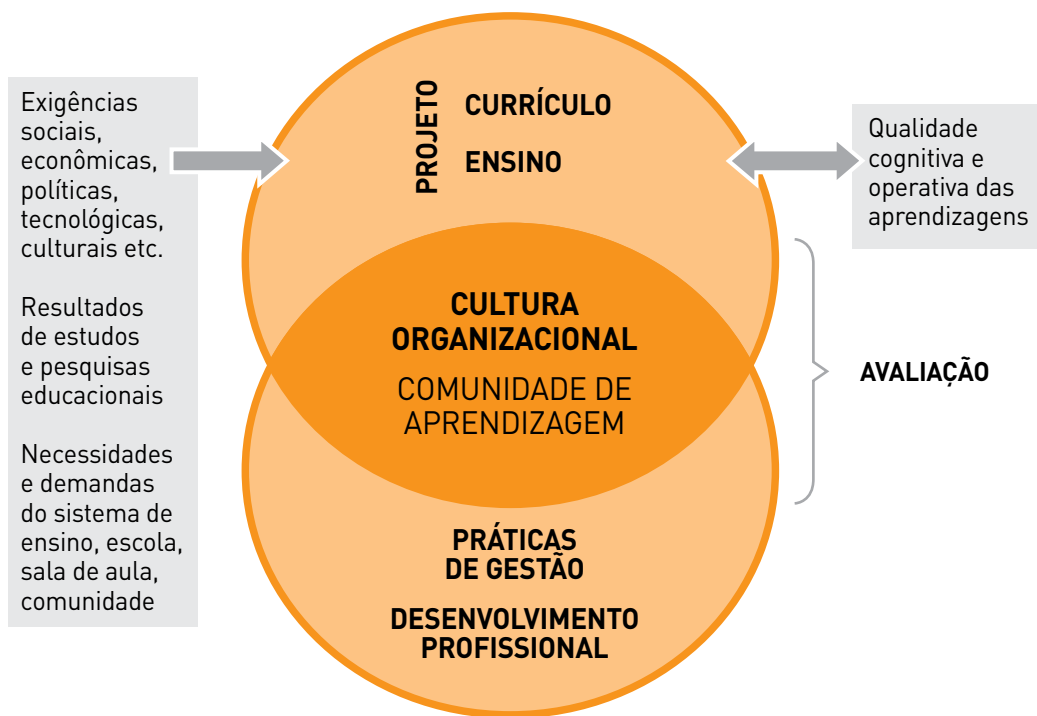 Exigências
sociais,
econômicas,
políticas,
tecnológicas,
culturais etc.
Resultados
de estudos
e pesquisas
educacionais
Necessidades
e demandas
do sistema de
ensino, escola,
sala de aula,
comunidade
PROJETO
CURRÍCULO
ENSINO
CULTURA
ORGANIZACIONAL
COMUNIDADE DE
APRENDIZAGEM
PRÁTICAS
DE GESTÃO
DESENVOLVIMENTO
PROFISSIONAL
Qualidade
cognitiva e
operativa das
aprendizagens
AVALIAÇÃO